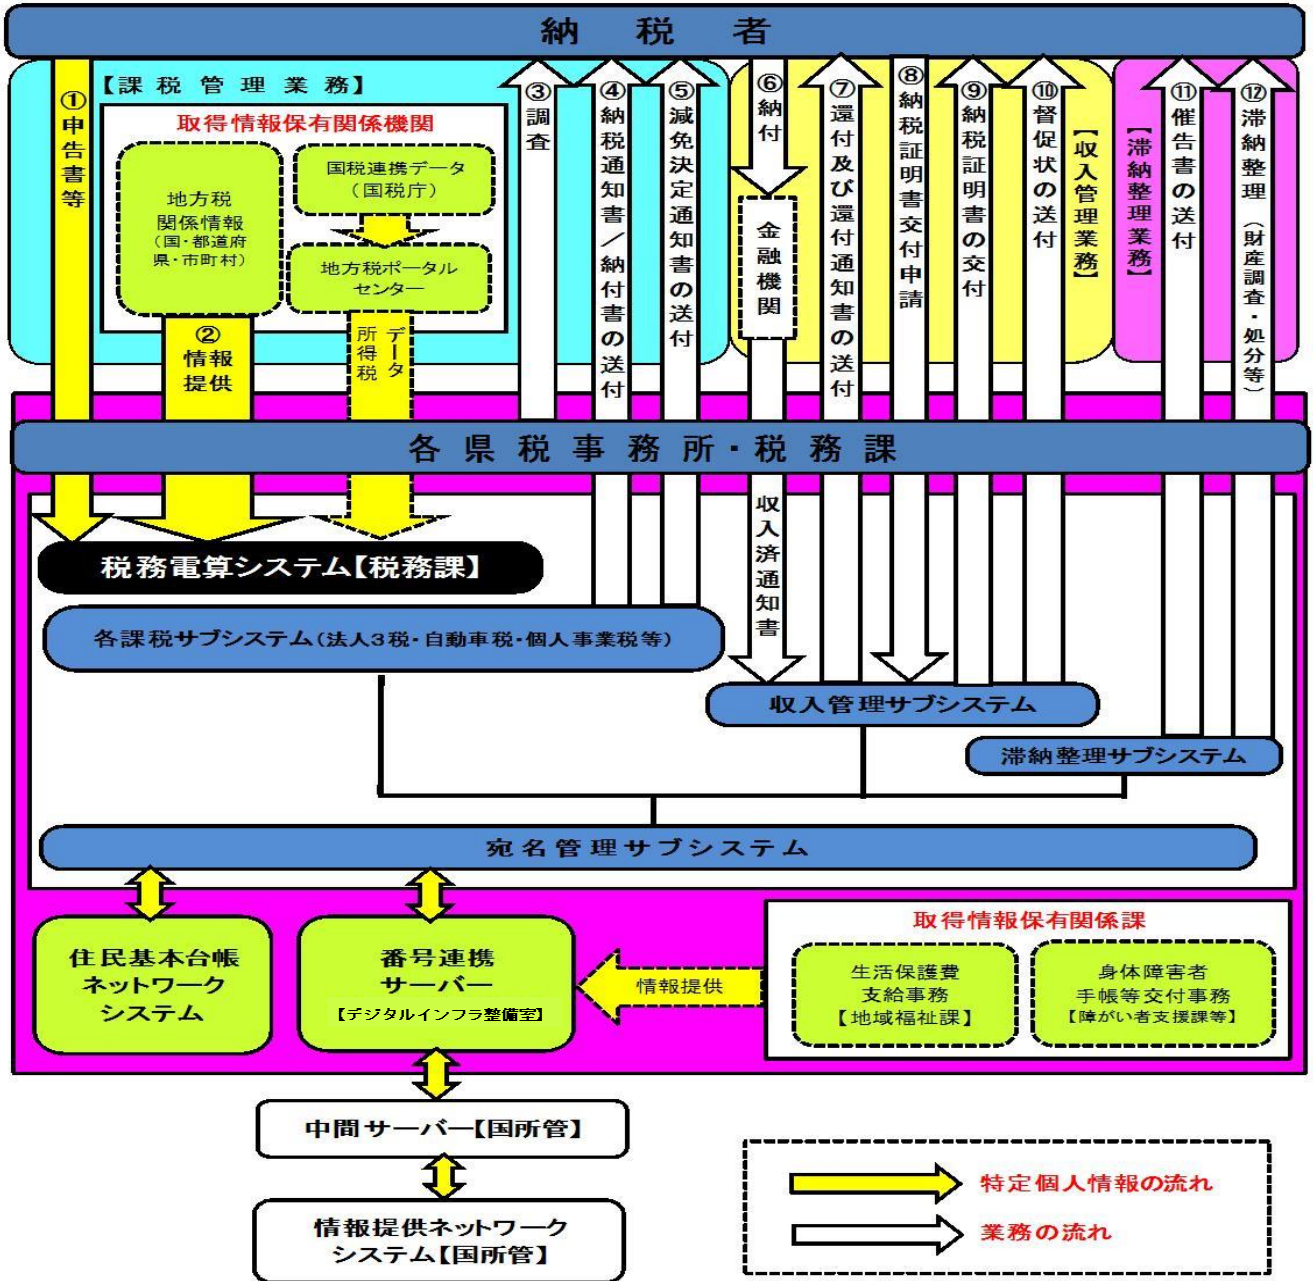 納税者
【課税管理業務】
①申告書等
取得情報保有関係機関
地方税
関係情報
(国・都道府
県・市町村)
国税連携データ
(国税庁)
地方税ポータル
センター
②
情報
提供
所得税
データ
③調査
④納税通知書/納付書の送付
⑤減免決定通知書の送付
⑥納付
金融機関
⑦還付及び還付通知書の送付
⑧納税証明書交付申請
⑨納税証明書の交付
⑩督促状の送付
【収入管理業務】
【滞納整理業務】
⑪催告書の送付
⑫滞納整理(財産調査・処分等)
各県税事務所・税務課
収入済通知書
税務電算システム【税務課】
各課税サブシステム(法人3税・自動車税・個人事業税等)
収入管理サブシステム
滞納整理サブシステム
宛名管理サブシステム
住民基本台帳
ネットワーク
システム
番号連携
サーバー
【デジタルインフラ整備室】
情報提供
取得情報保有関係課
生活保護費
支給事務
【地域福祉課】
身体障害者
手帳等交付事務
【障がい者支援課等】
中間サーバー【国所管】
情報提供ネットワーク
システム【国所管】
特定個人情報の流れ
業務の流れ